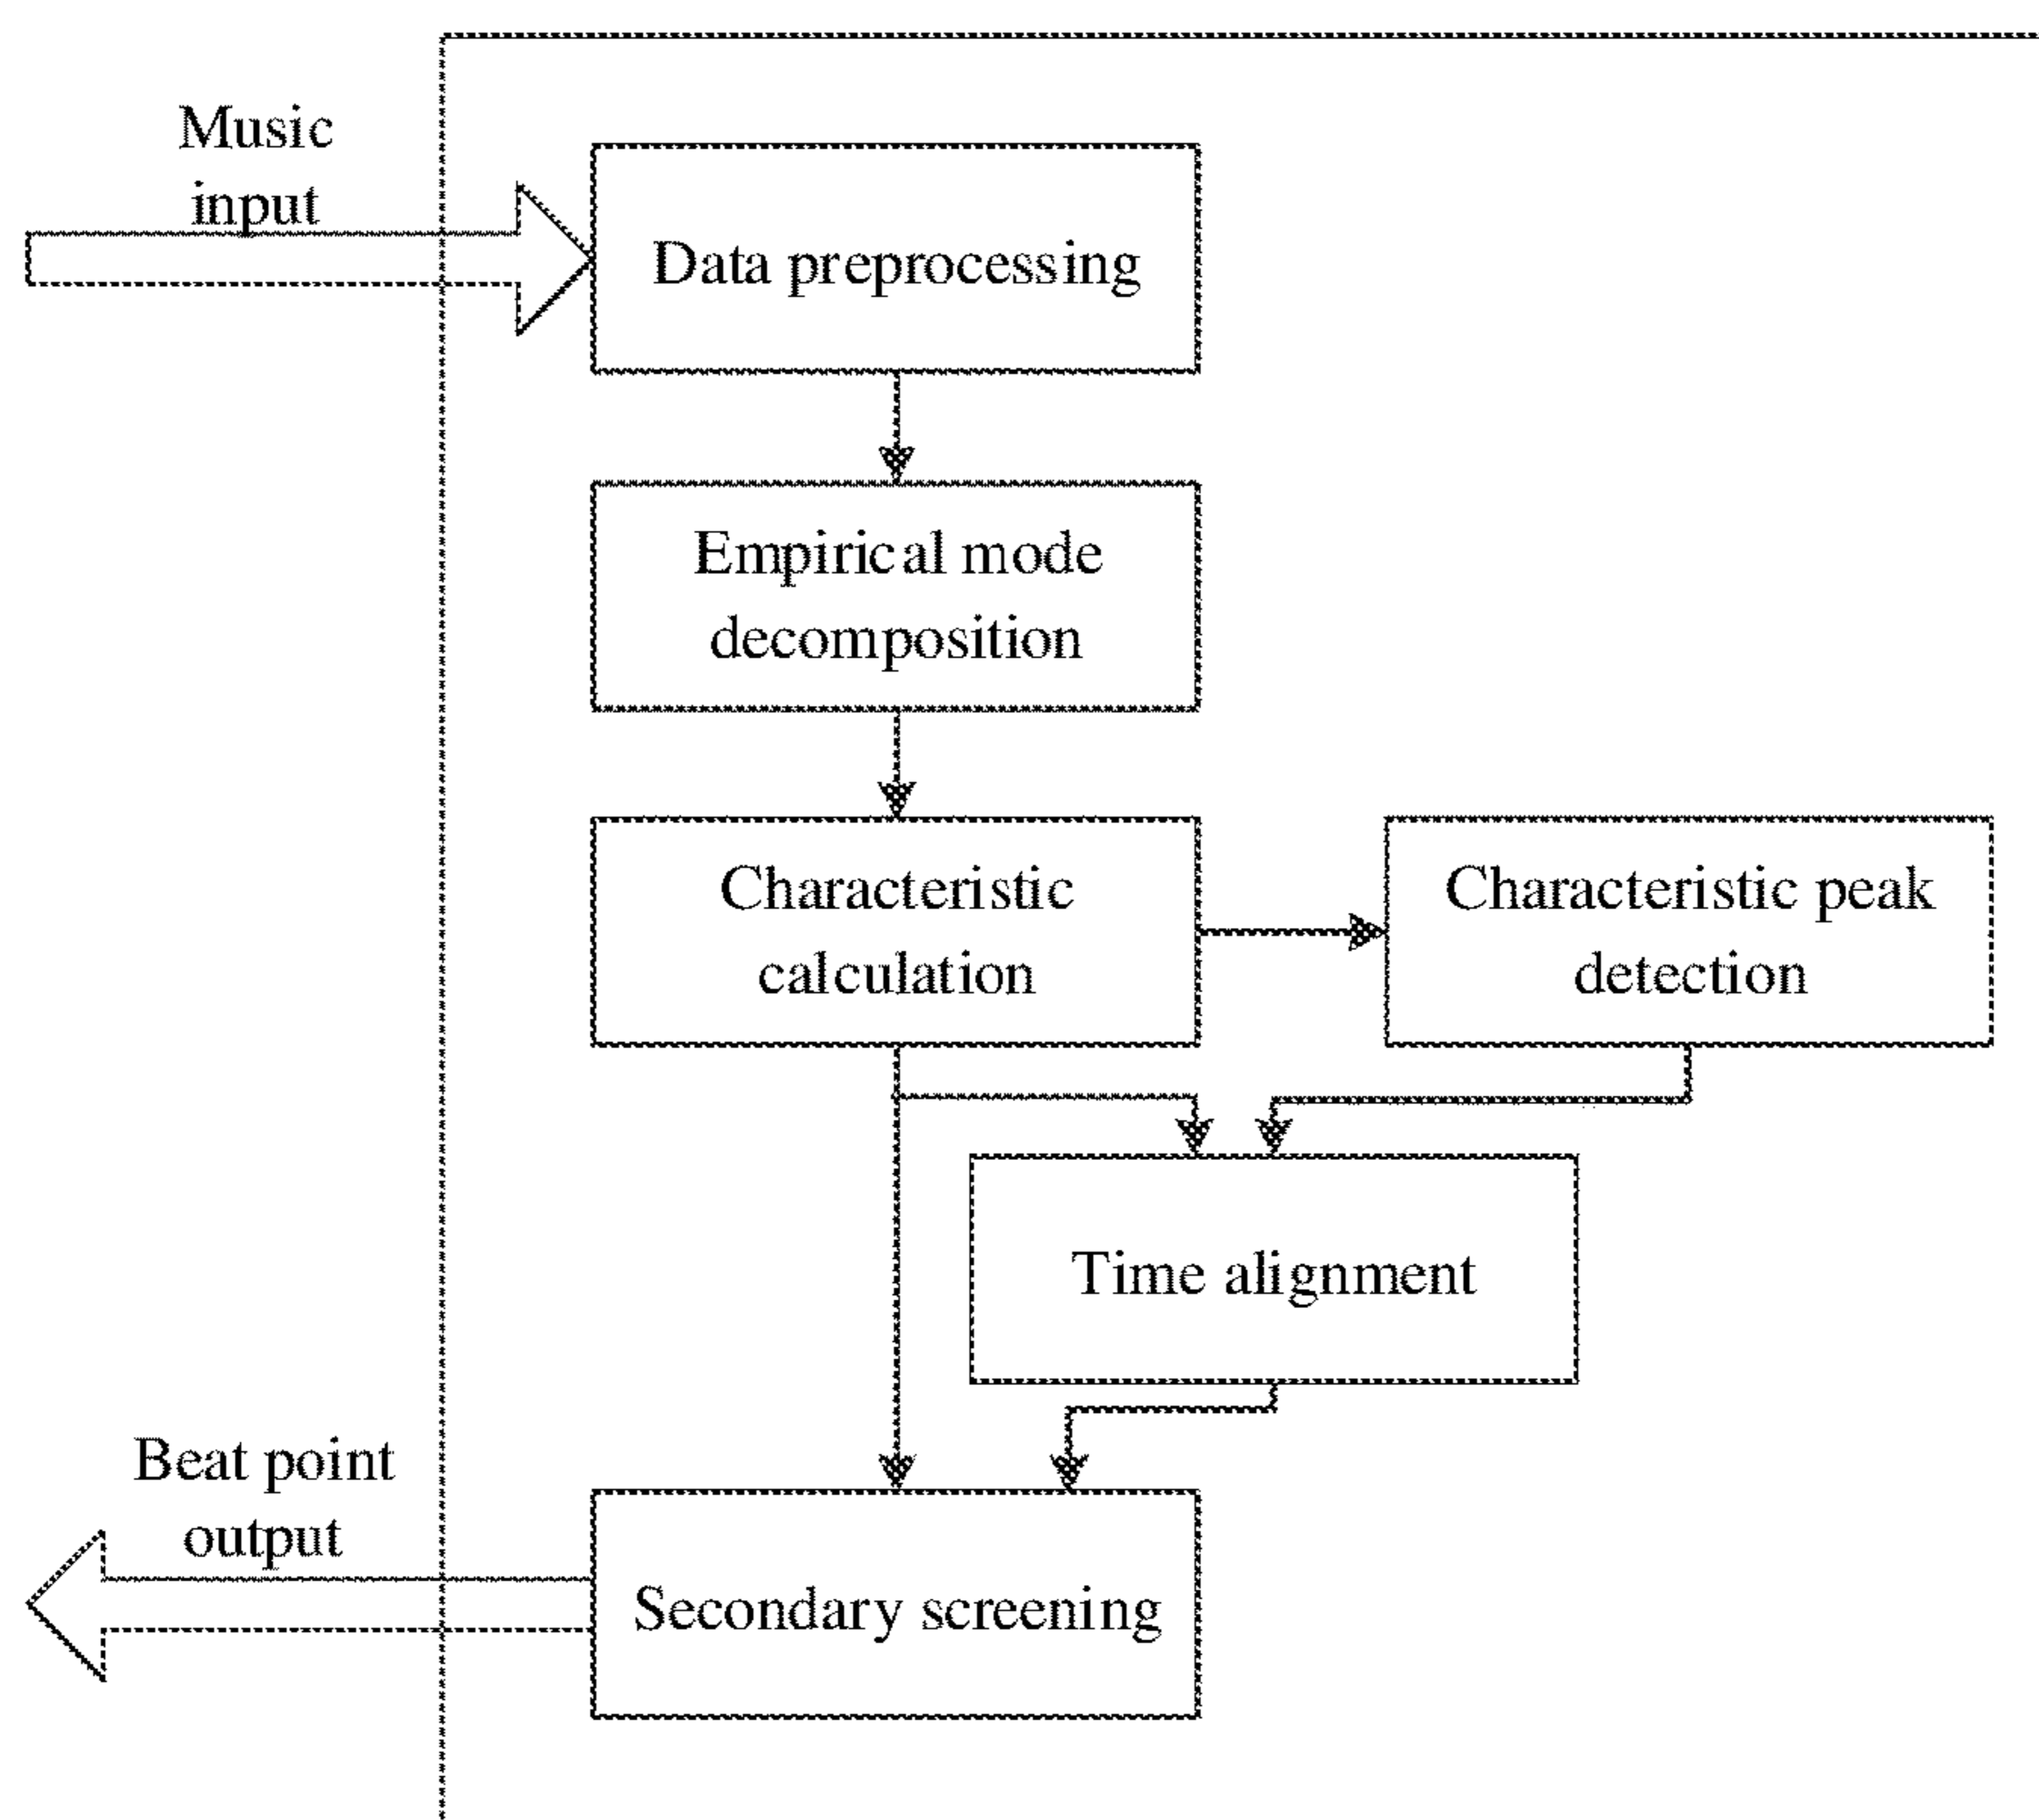 Music
input
Data preprocessing
Empirical mode
decomposition
Characteristic
calculation
Characteristic peak
detection
Time alignment
Beat point
output
Secondary screening